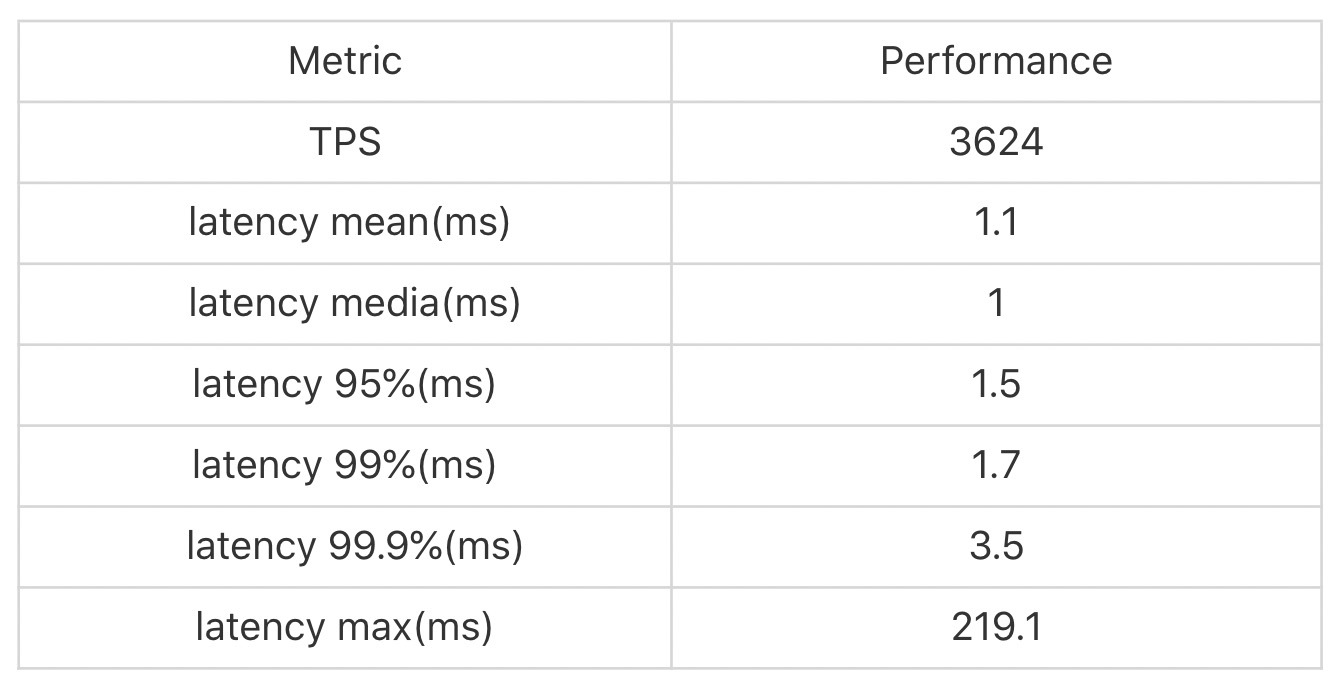 Metric Performance
TPS 3624
latency mean(ms) 1.1
latency media(ms) 1
latency 95%(ms) 1.5
latency 99%(ms) 1.7
latency 99.9%(ms) 3.5
latency max(ms) 219.1